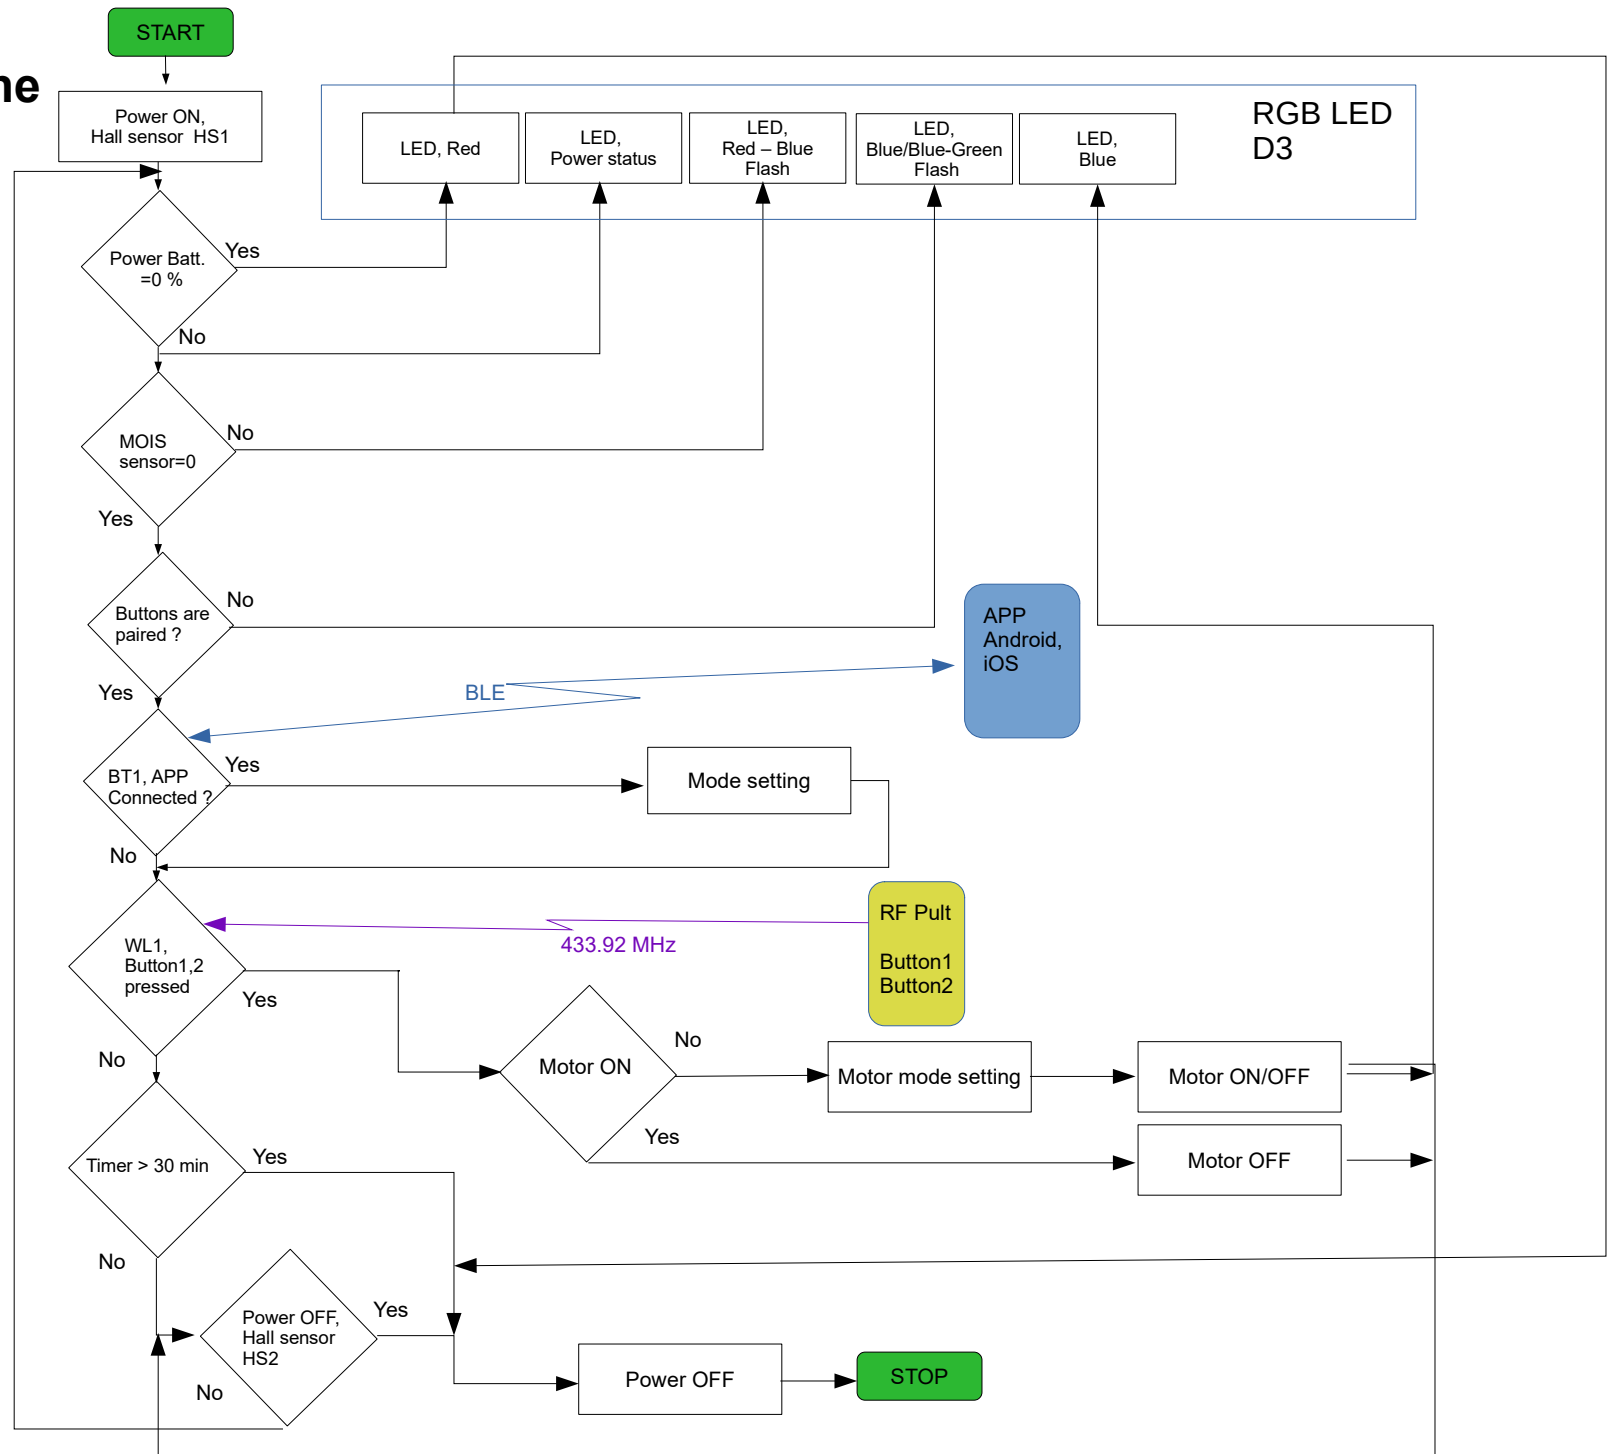 START
ne
Power ON,
Hall sensor HS1
LED, Red
LED,
Power status
LED,
Red – Blue
Flash
LED,
Blue/Blue-Green
Flash
LED,
Blue
RGB LED
D3
Power Batt.
=0 %
Yes
No
MOIS
sensor=0
No
Yes
Buttons are
paired ?
No
Yes
APP
Android,
iOS
BLE
BT1, APP
Connected ?
Yes
No
Mode setting
RF Pult
Button1
Button2
433.92 MHz
WL1,
Button1,2
pressed
Yes
No
Motor ON
No
Yes
Motor mode setting
Motor ON/OFF
Motor OFF
Timer > 30 min
Yes
No
Power OFF,
Hall sensor
HS2
Yes
No
Power OFF
STOP